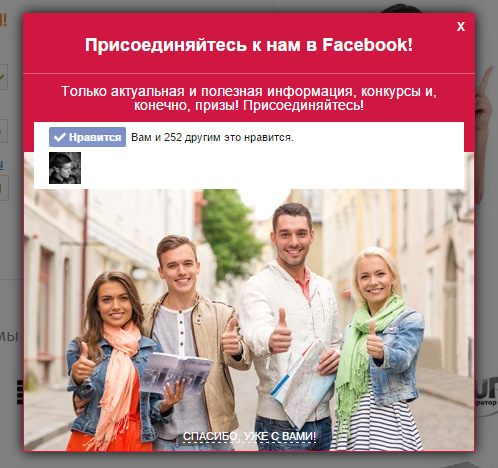 X
Присоединяйтесь к нам в Facebook!
Только актуальная и полезная информация, конкурсы и,
конечно, призы! Присоединяйтесь!
Нравится Вам и 252 другим это нравится.
СПАСИБО, УЖЕ С ВАМИ!